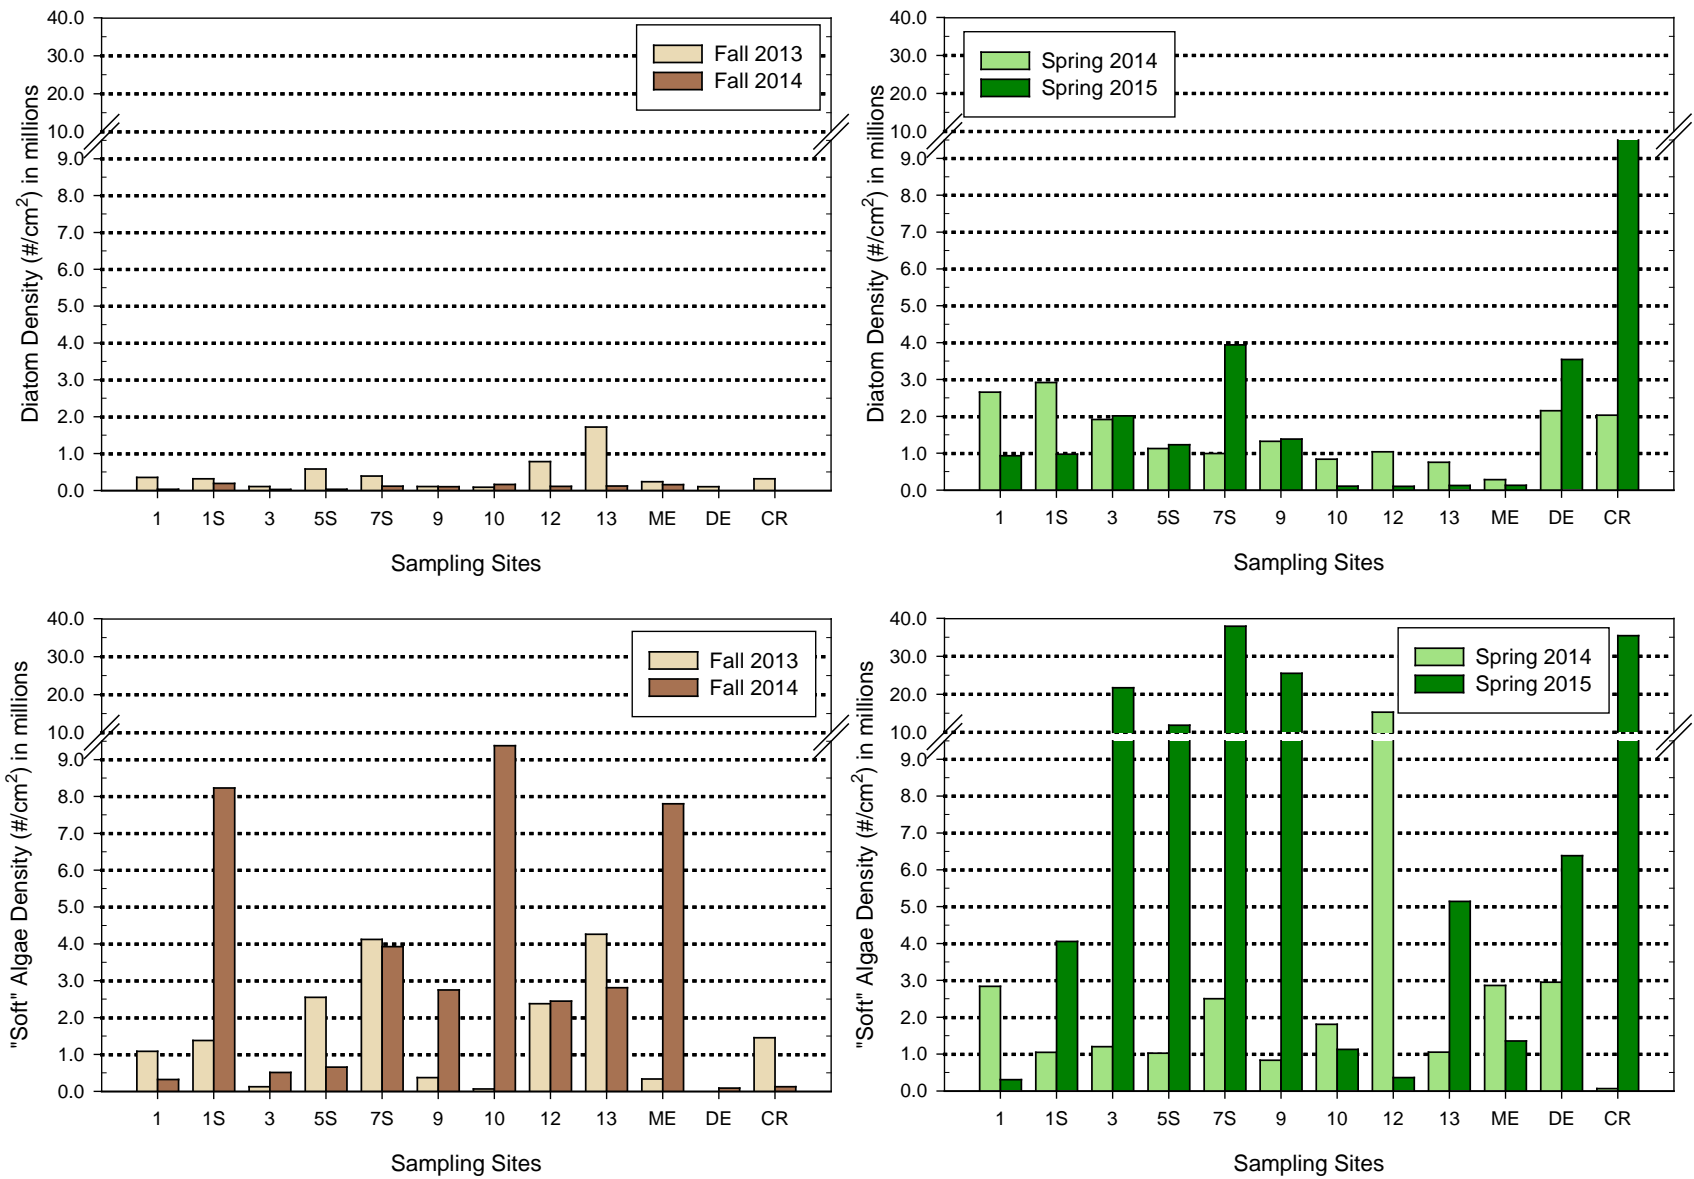 Diatom Density (#/cm2) in millions
40.0
30.0
20.0
10.0
9.0
8.0
7.0
6.0
5.0
4.0
3.0
2.0
1.0
0.0
Fall 2013
Fall 2014
1 1S 3 5S 7S 9 10 12 13 ME DE CR
Sampling Sites
Diatom Density (#/cm2) in millions
40.0
30.0
20.0
10.0
9.0
8.0
7.0
6.0
5.0
4.0
3.0
2.0
1.0
0.0
Spring 2014
Spring 2015
1 1S 3 5S 7S 9 10 12 13 ME DE CR
Sampling Sites
"Soft" Algae Density (#/cm2) in millions
40.0
30.0
20.0
10.0
9.0
8.0
7.0
6.0
5.0
4.0
3.0
2.0
1.0
0.0
Fall 2013
Fall 2014
1 1S 3 5S 7S 9 10 12 13 ME DE CR
Sampling Sites
"Soft" Algae Density (#/cm2) in millions
40.0
30.0
20.0
10.0
9.0
8.0
7.0
6.0
5.0
4.0
3.0
2.0
1.0
0.0
Spring 2014
Spring 2015
1 1S 3 5S 7S 9 10 12 13 ME DE CR
Sampling Sites